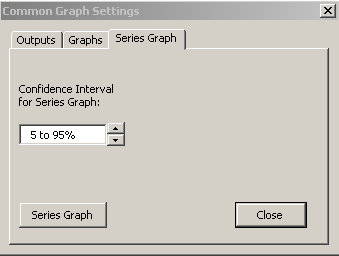 Common Graph Settings
Outputs Graphs Series Graph
Confidence Interval
for Series Graph:
5 to 95%
Series Graph Close